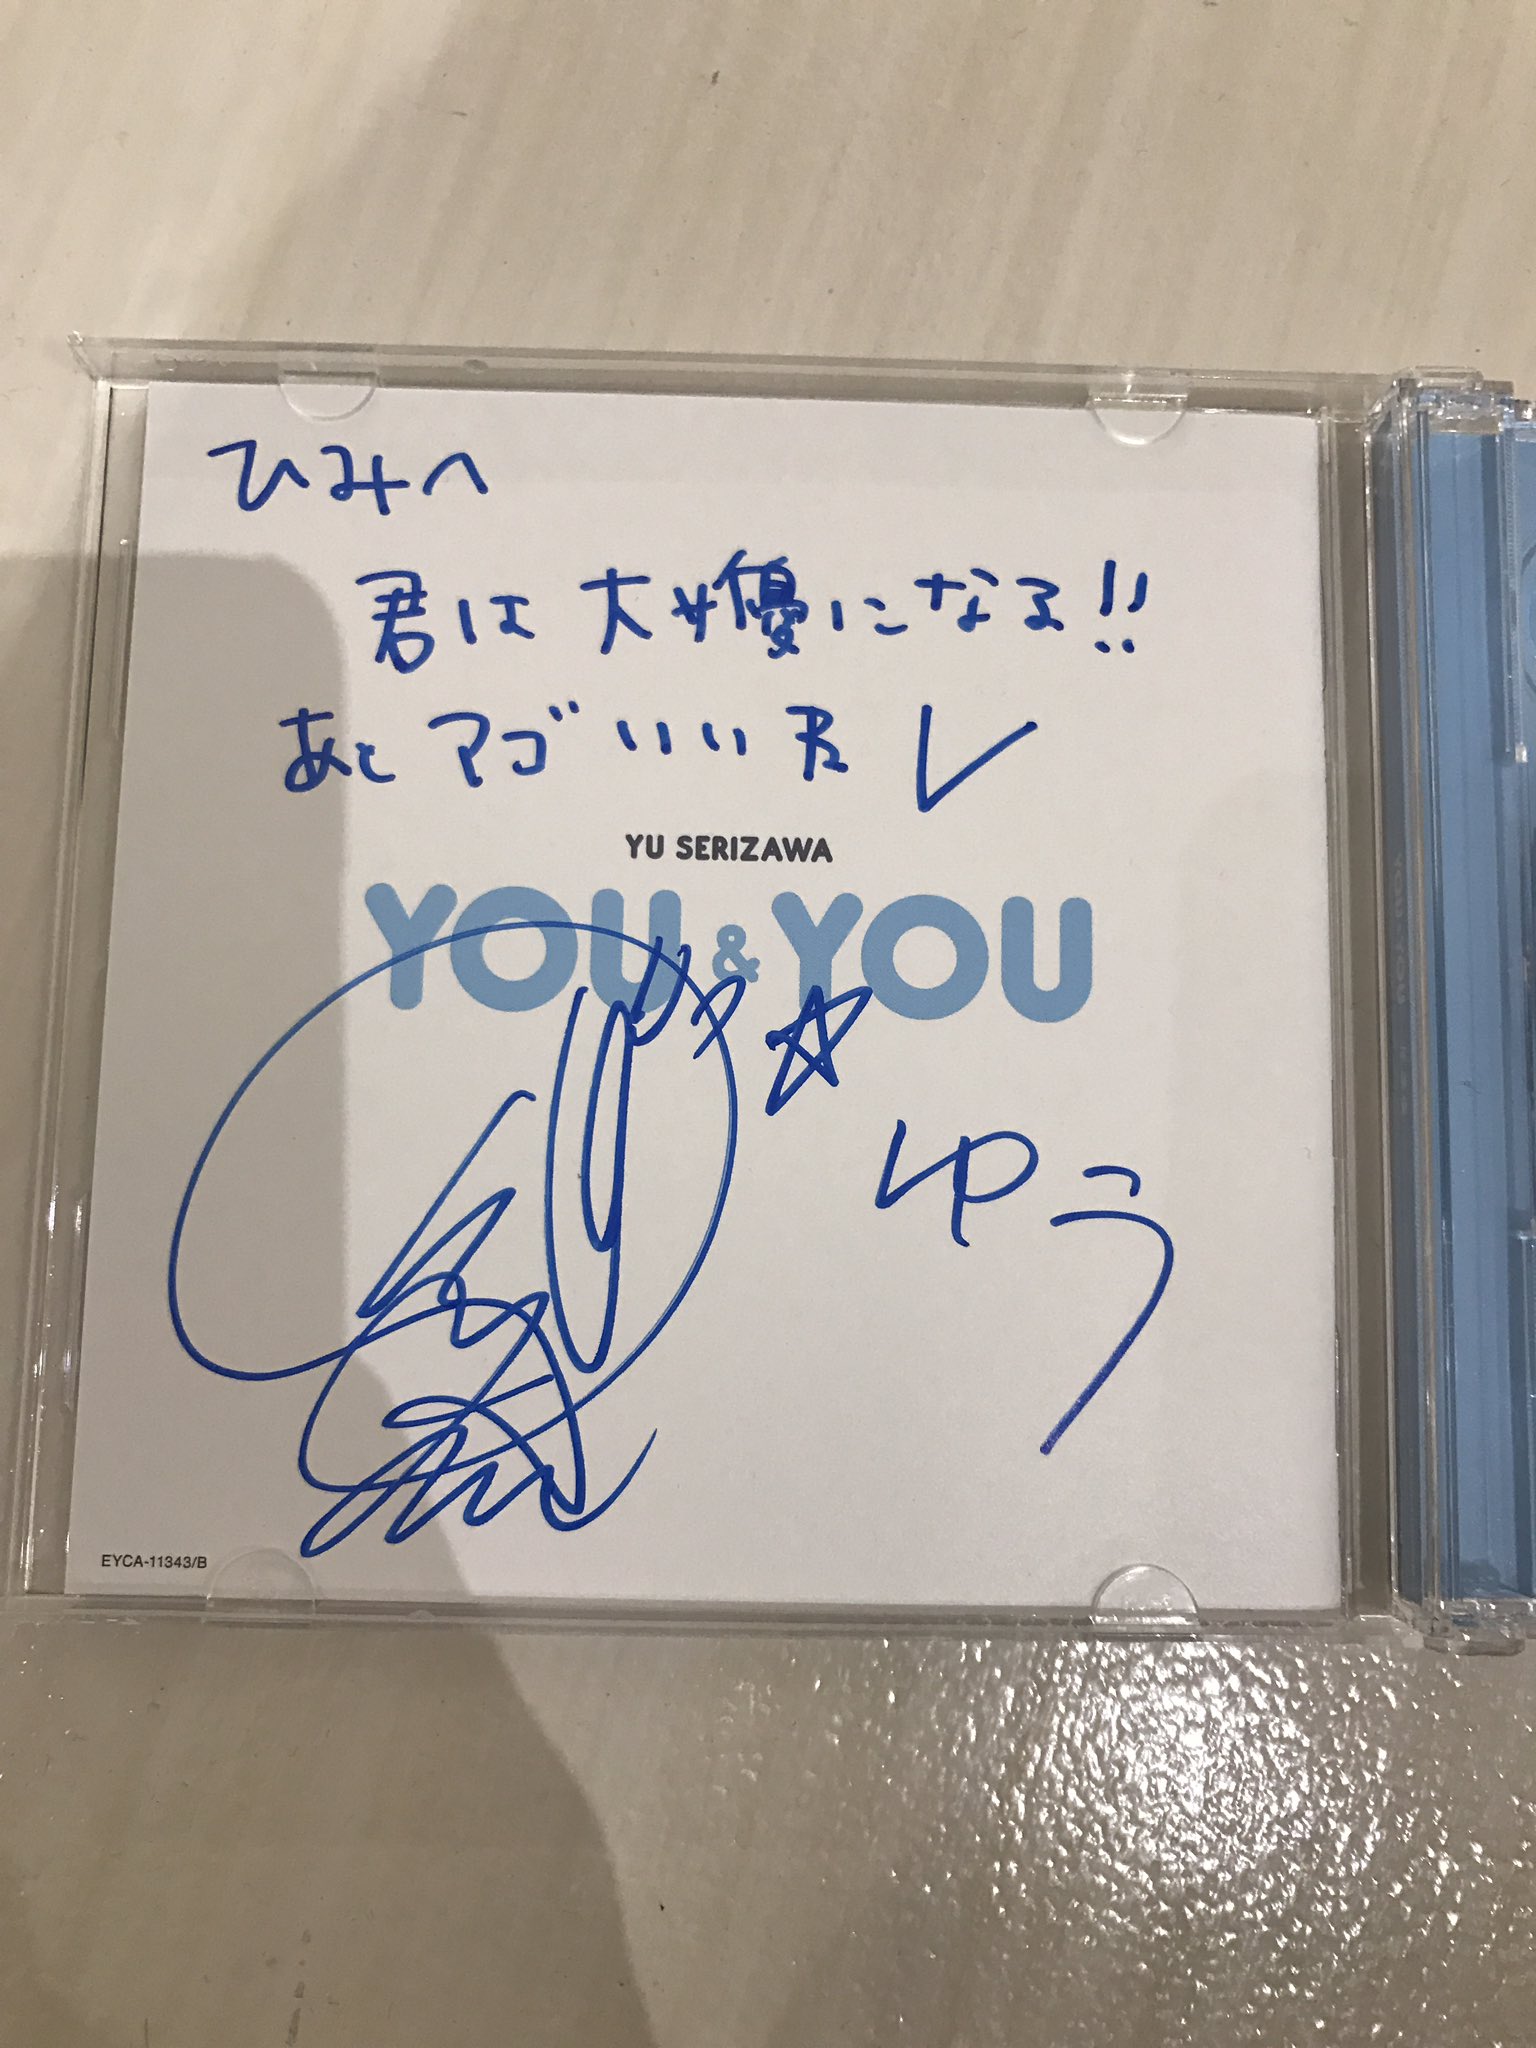 ひみへ
君は大女優になる!!
あとアゴいい形
YU SERIZAWA
YOU & YOU
ゆう
EYCA-11343/B